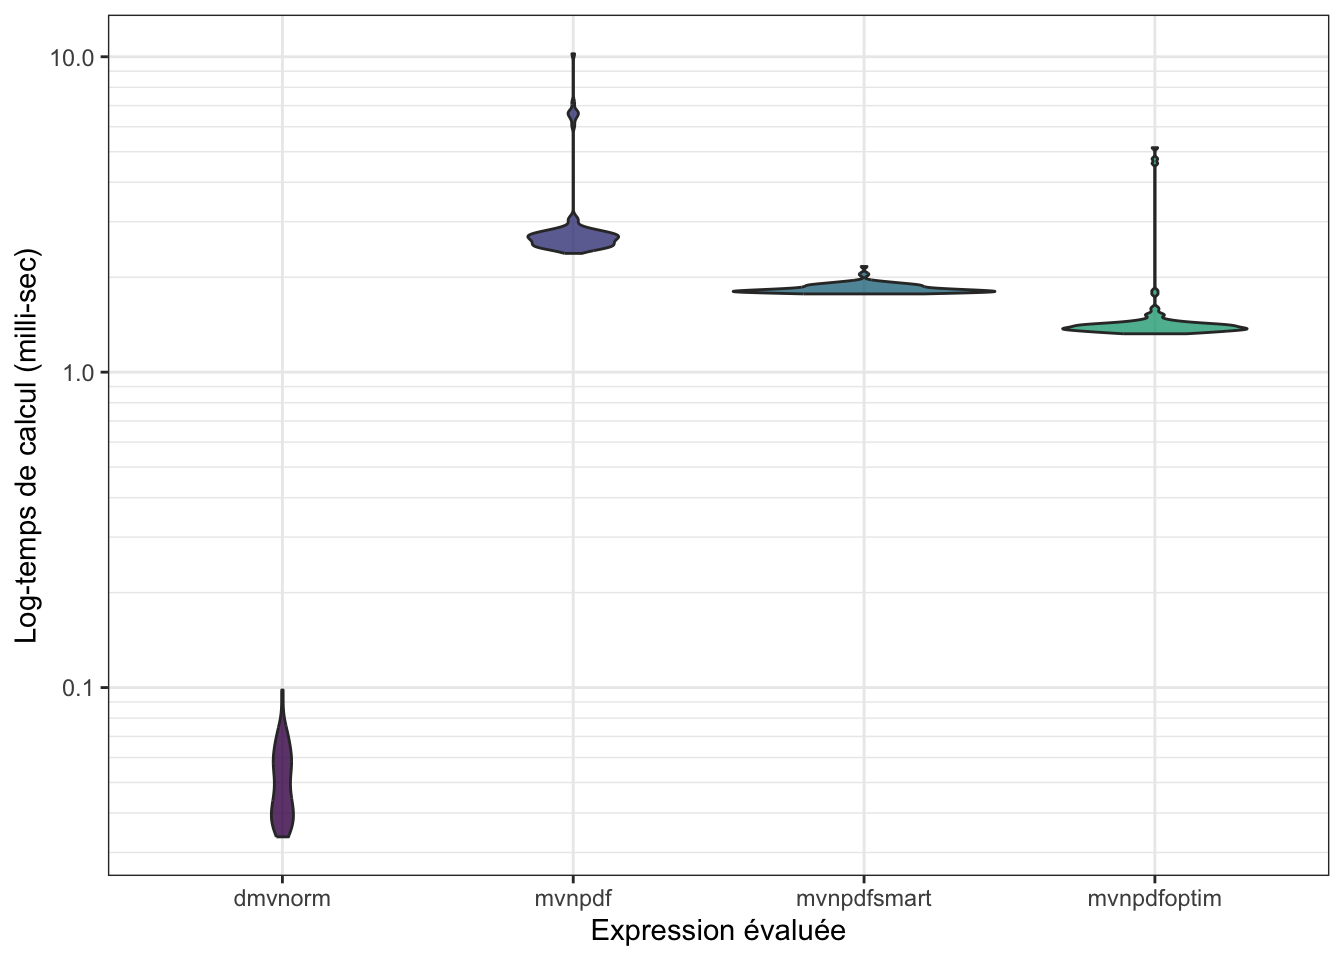 Log-temps de calcul (milli-sec)
10.0
1.0
0.1
dmvnorm mvnpdf mvnpdfsmart mvnpdfoptim
Expression évaluée